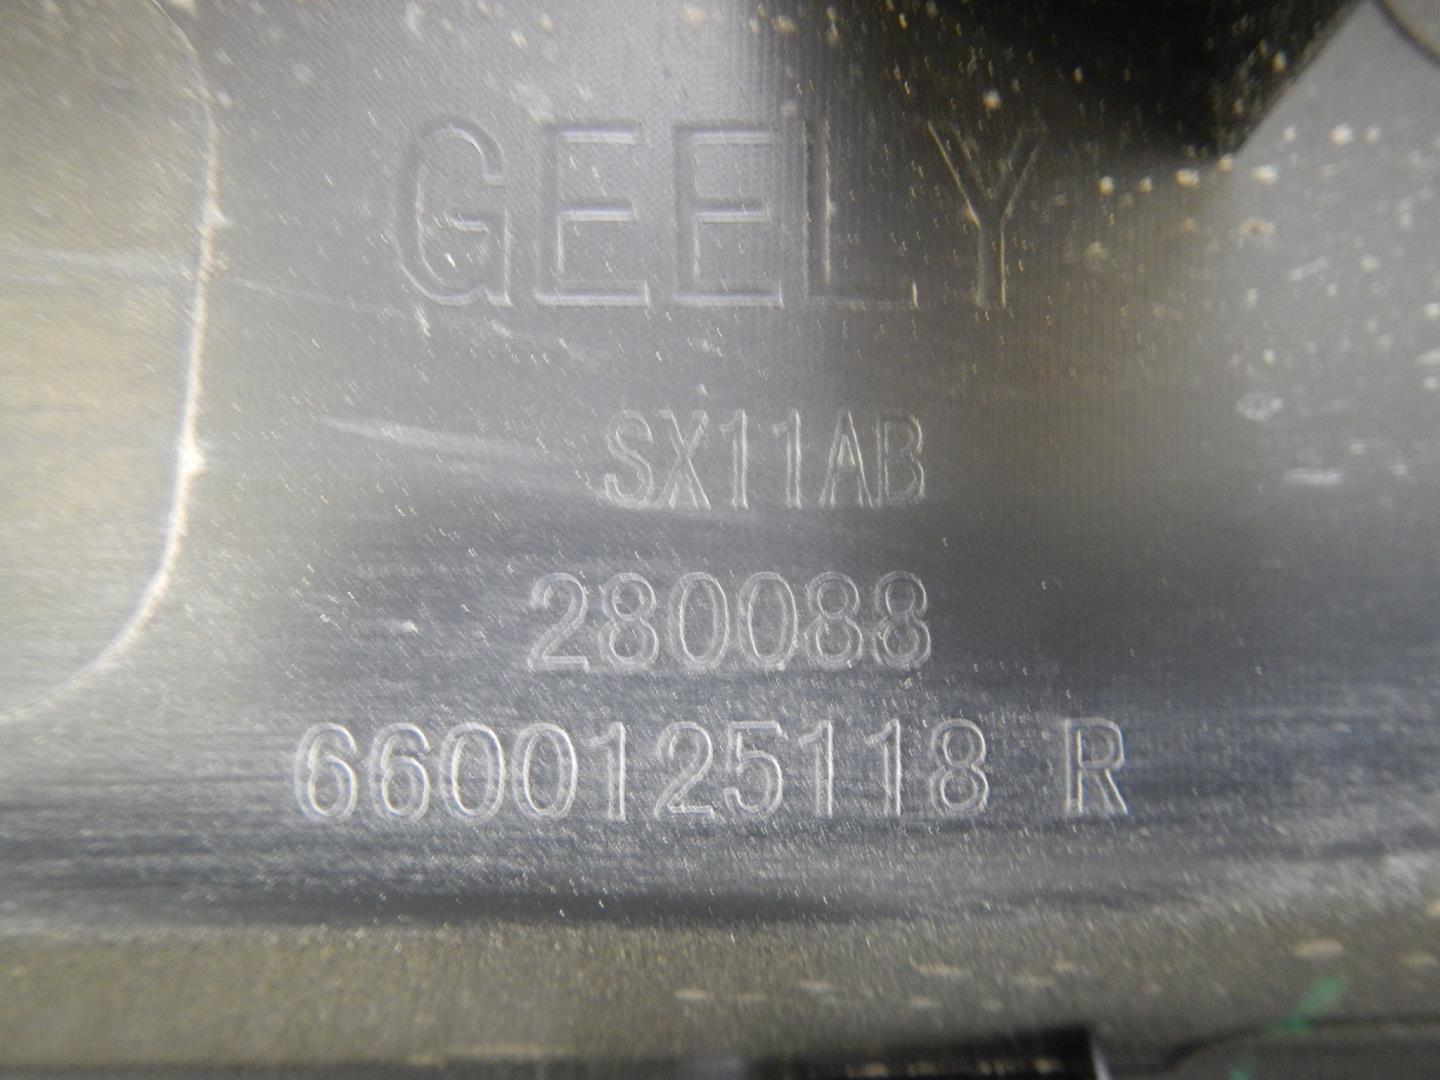 GEELY
SX11AB
280088
6600125118 R